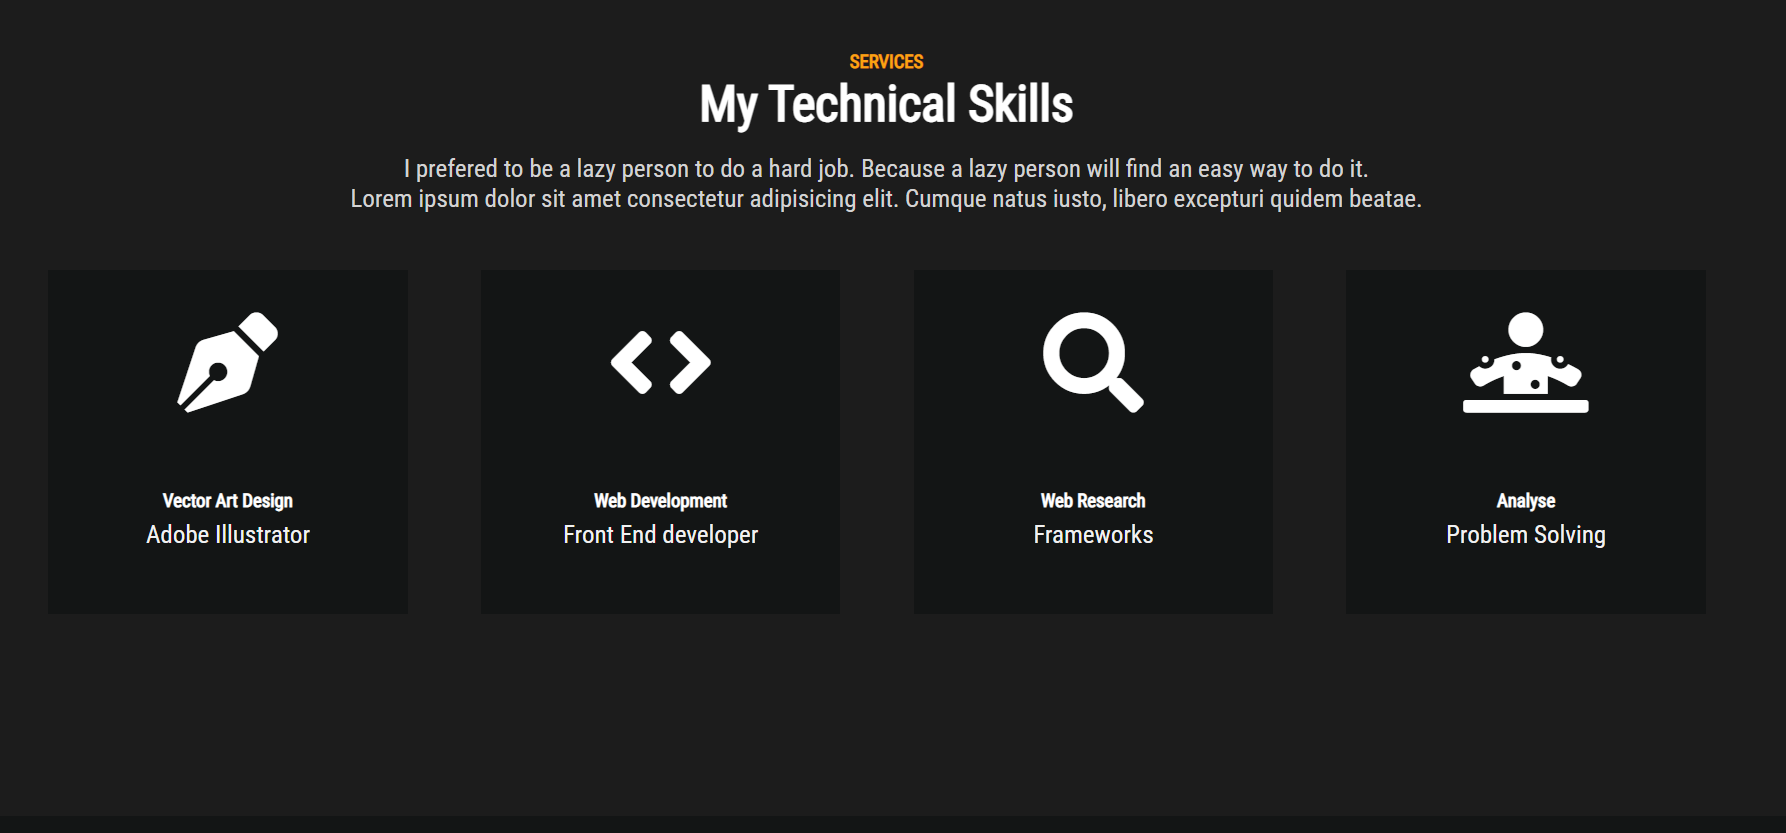 SERVICES
My Technical Skills
I prefered to be a lazy person to do a hard job. Because a lazy person will find an easy way to do it.
Lorem ipsum dolor sit amet consectetur adipisicing elit. Cumque natus iusto, libero excepturi quidem beatae.
Vector Art Design
Adobe Illustrator
Web Development
Front End developer
Web Research
Frameworks
Analyse
Problem Solving